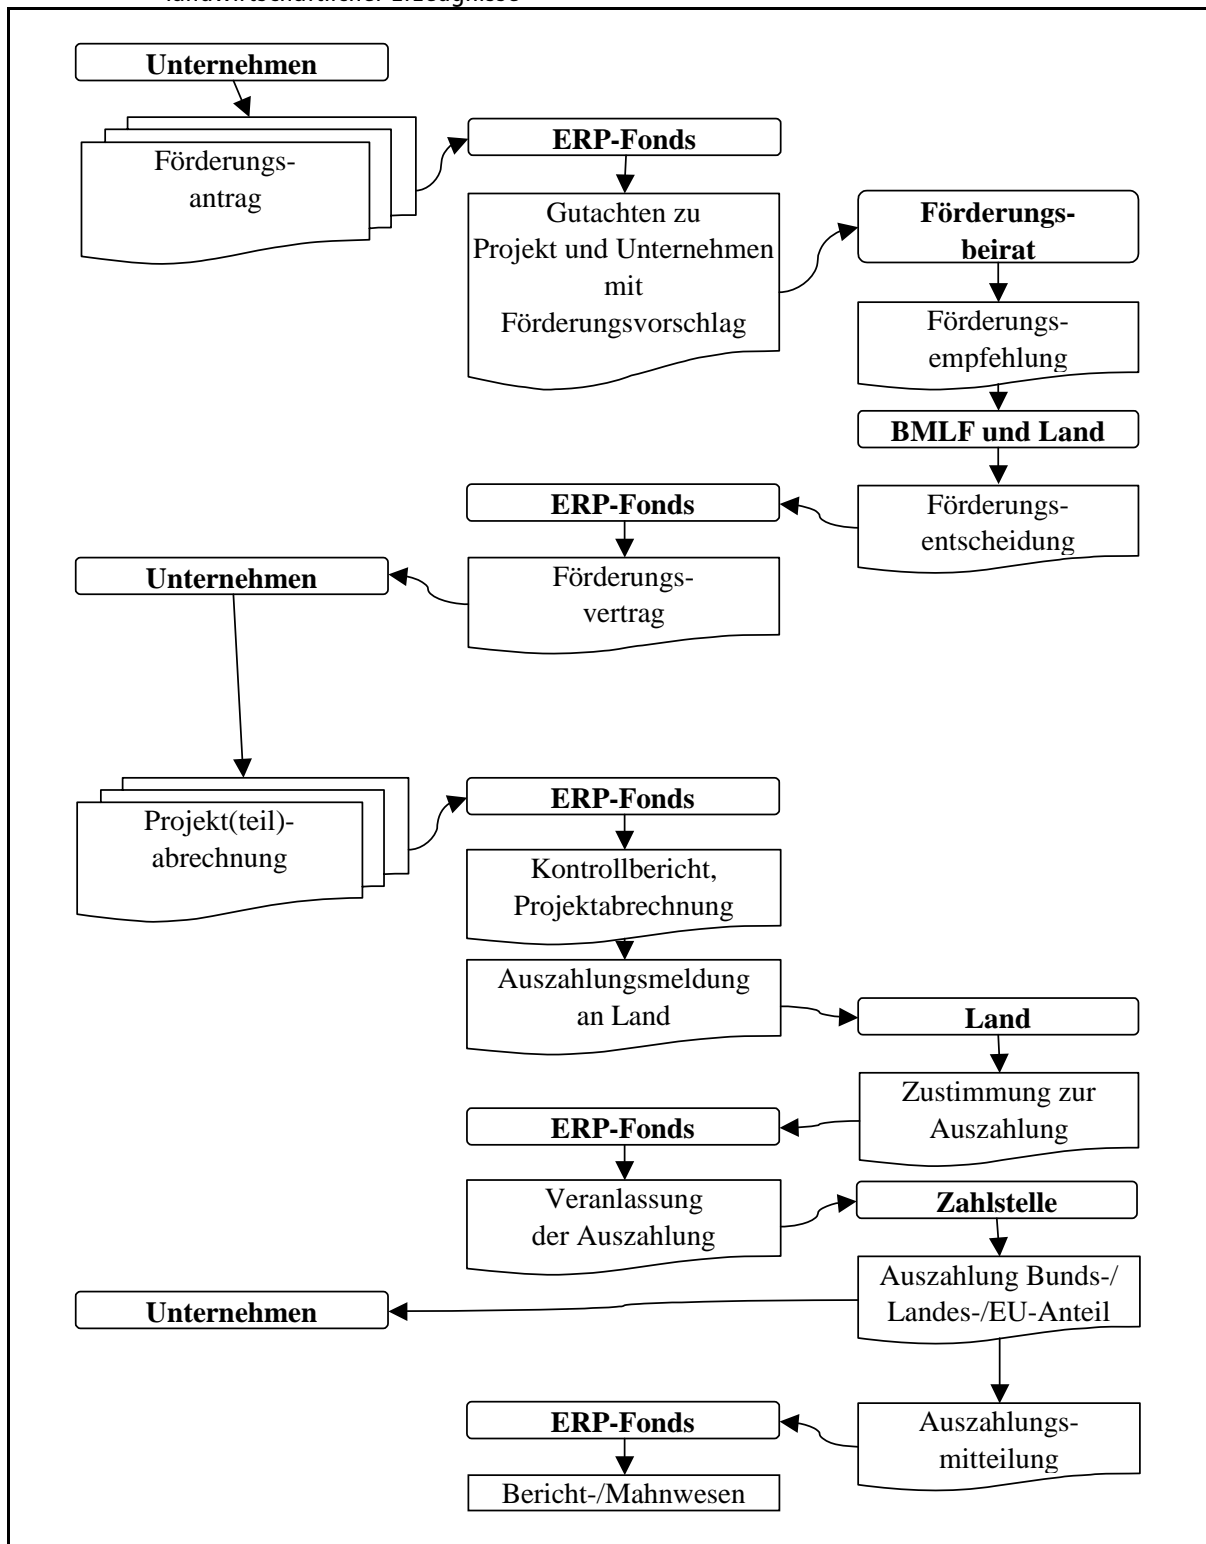 landwirtschaftlicher Erzeugnisse
Unternehmen
Förderungs-
antrag
ERP-Fonds
Gutachten zu
Projekt und Unternehmen
mit
Förderungsvorschlag
Förderungs-
beirat
Förderungs-
empfehlung
BMLF und Land
Förderungs-
entscheidung
ERP-Fonds
Förderungs-
vertrag
Unternehmen
Projekt(teil)-
abrechnung
ERP-Fonds
Kontrollbericht,
Projektabrechnung
Auszahlungsmeldung
an Land
Land
Zustimmung zur
Auszahlung
ERP-Fonds
Veranlassung
der Auszahlung
Zahlstelle
Auszahlung Bunds-/
Landes-/EU-Anteil
Unternehmen
Auszahlungs-
mitteilung
ERP-Fonds
Bericht-/Mahnwesen